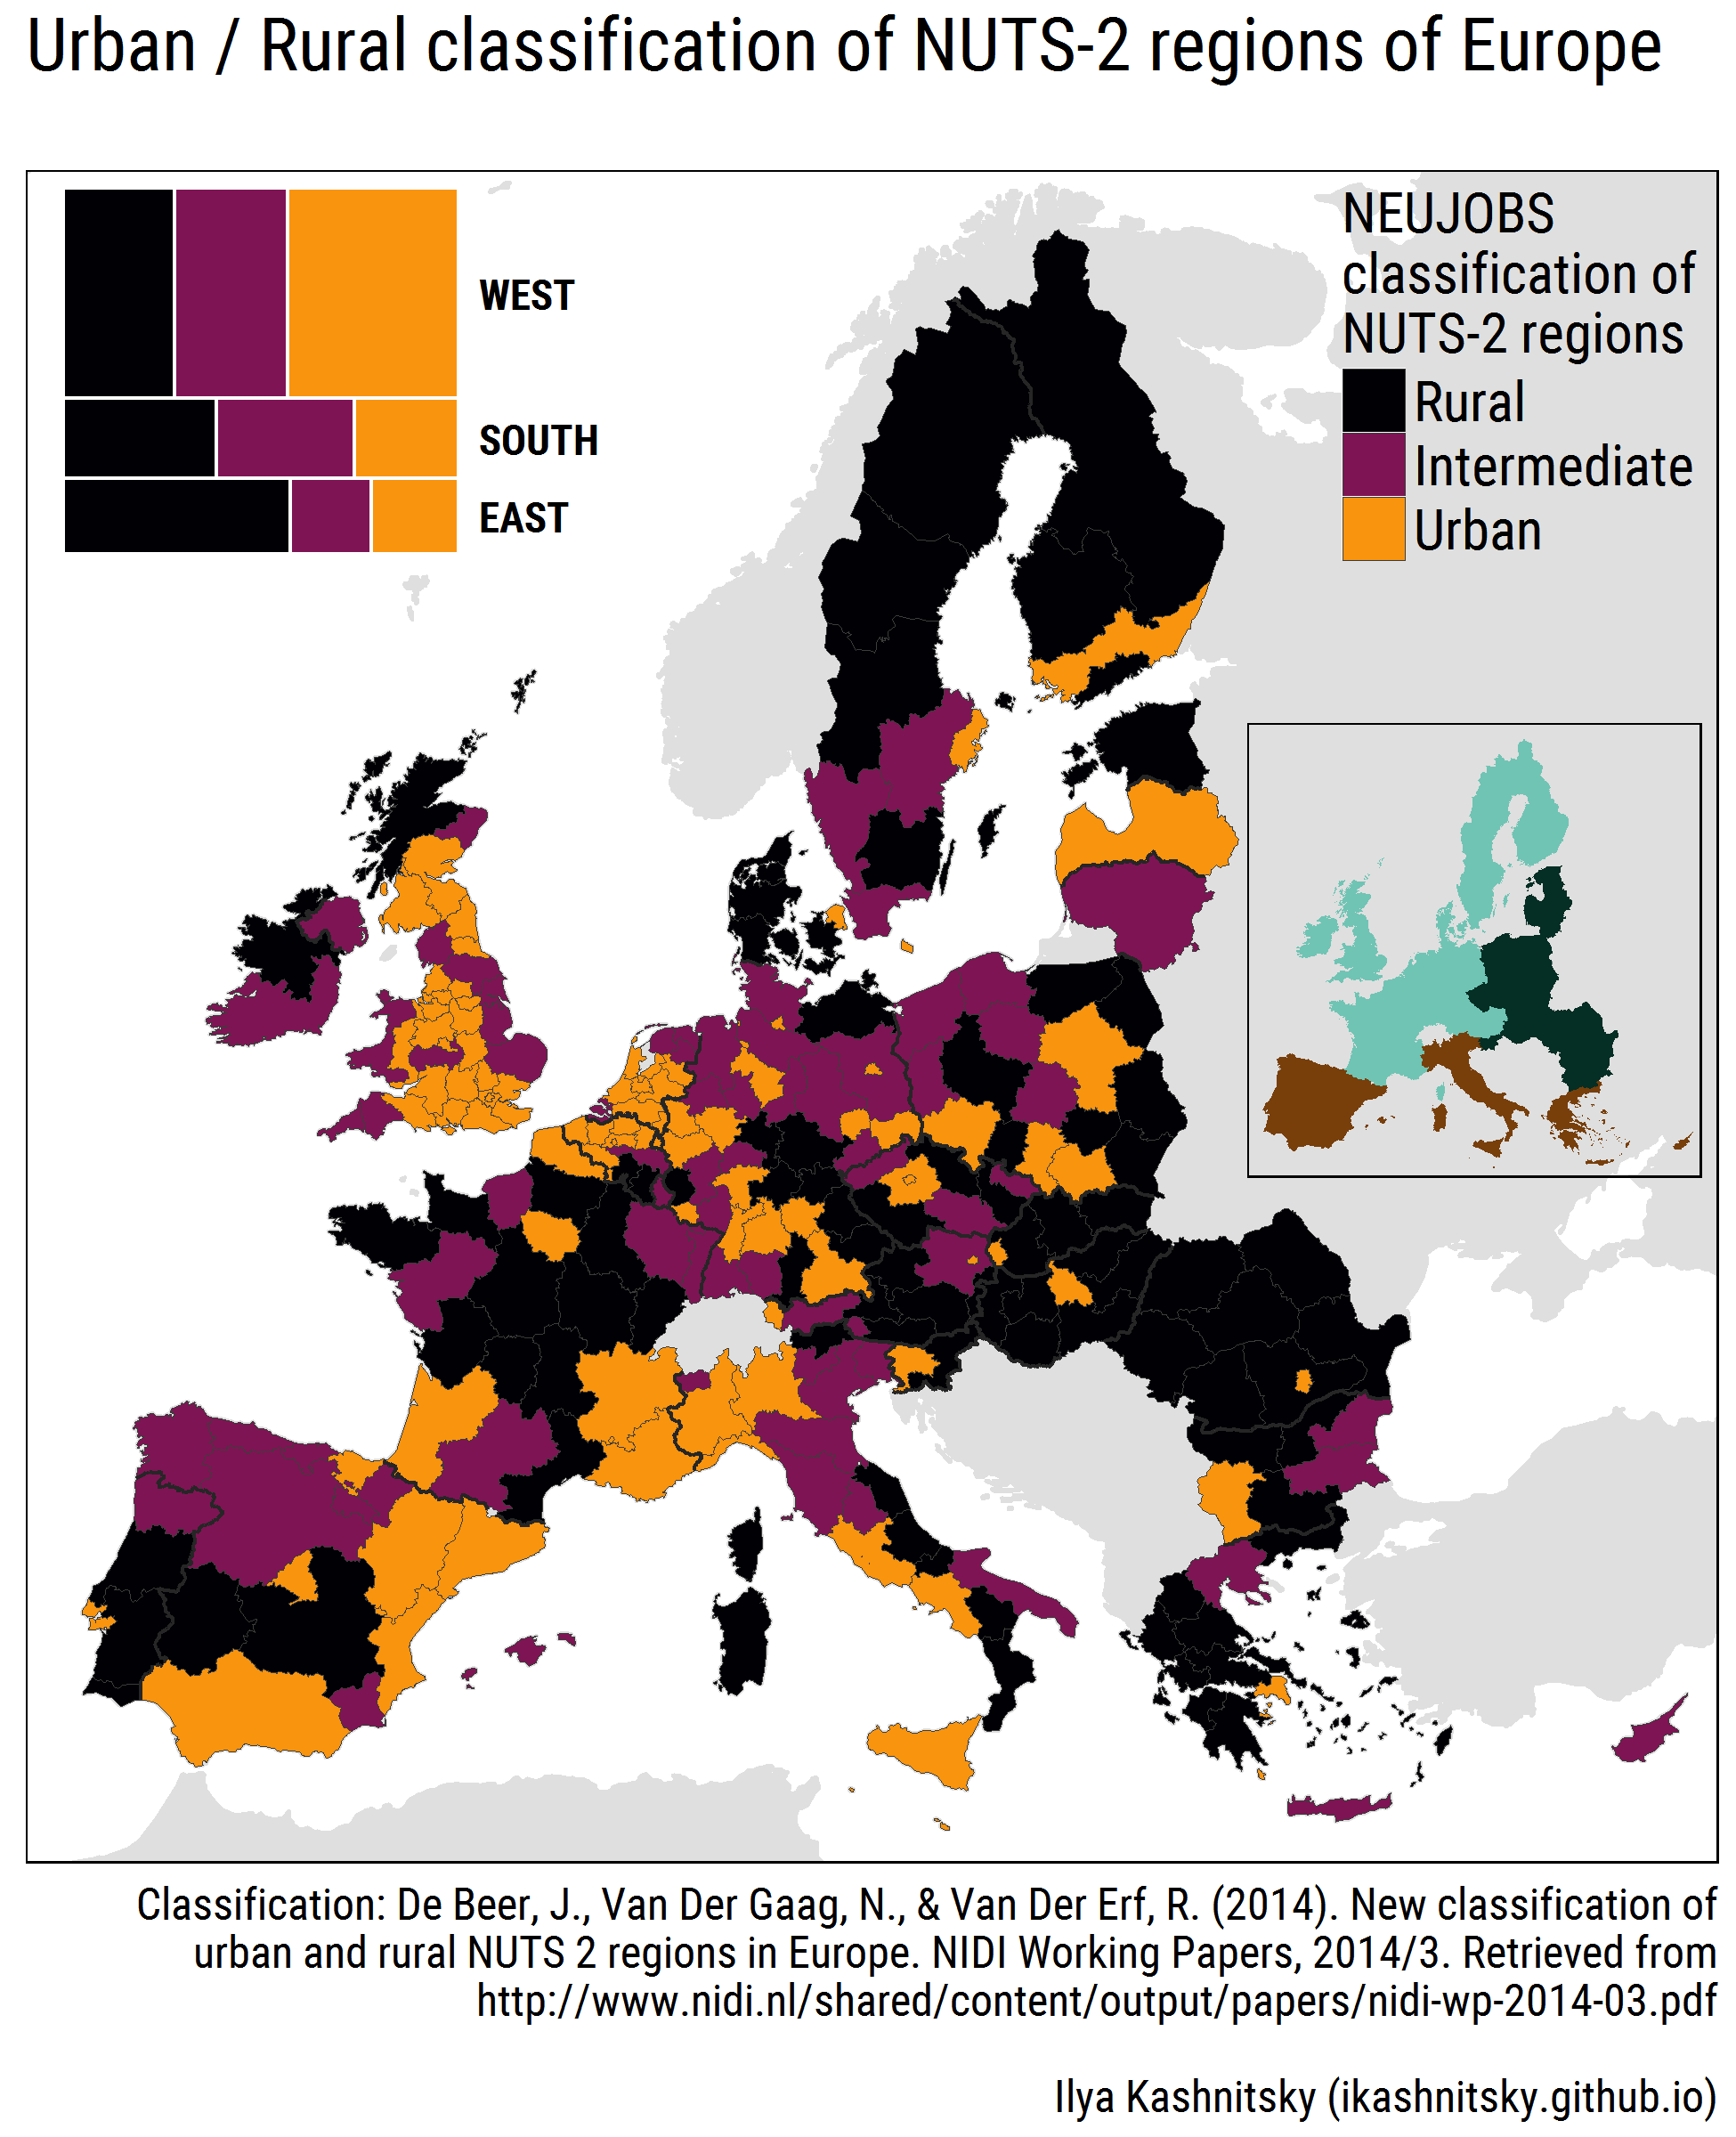 Urban / Rural classification of NUTS-2 regions of Europe
WEST
SOUTH
EAST
NEUJOBS
classification of
NUTS-2 regions
Rural
Intermediate
Urban
Classification: De Beer, J., Van Der Gaag, N., & Van Der Erf, R. (2014). New classification of
urban and rural NUTS 2 regions in Europe. NIDI Working Papers, 2014/3. Retrieved from
http://www.nidi.nl/shared/content/output/papers/nidi-wp-2014-03.pdf
Ilya Kashnitsky (ikashnitsky.github.io)